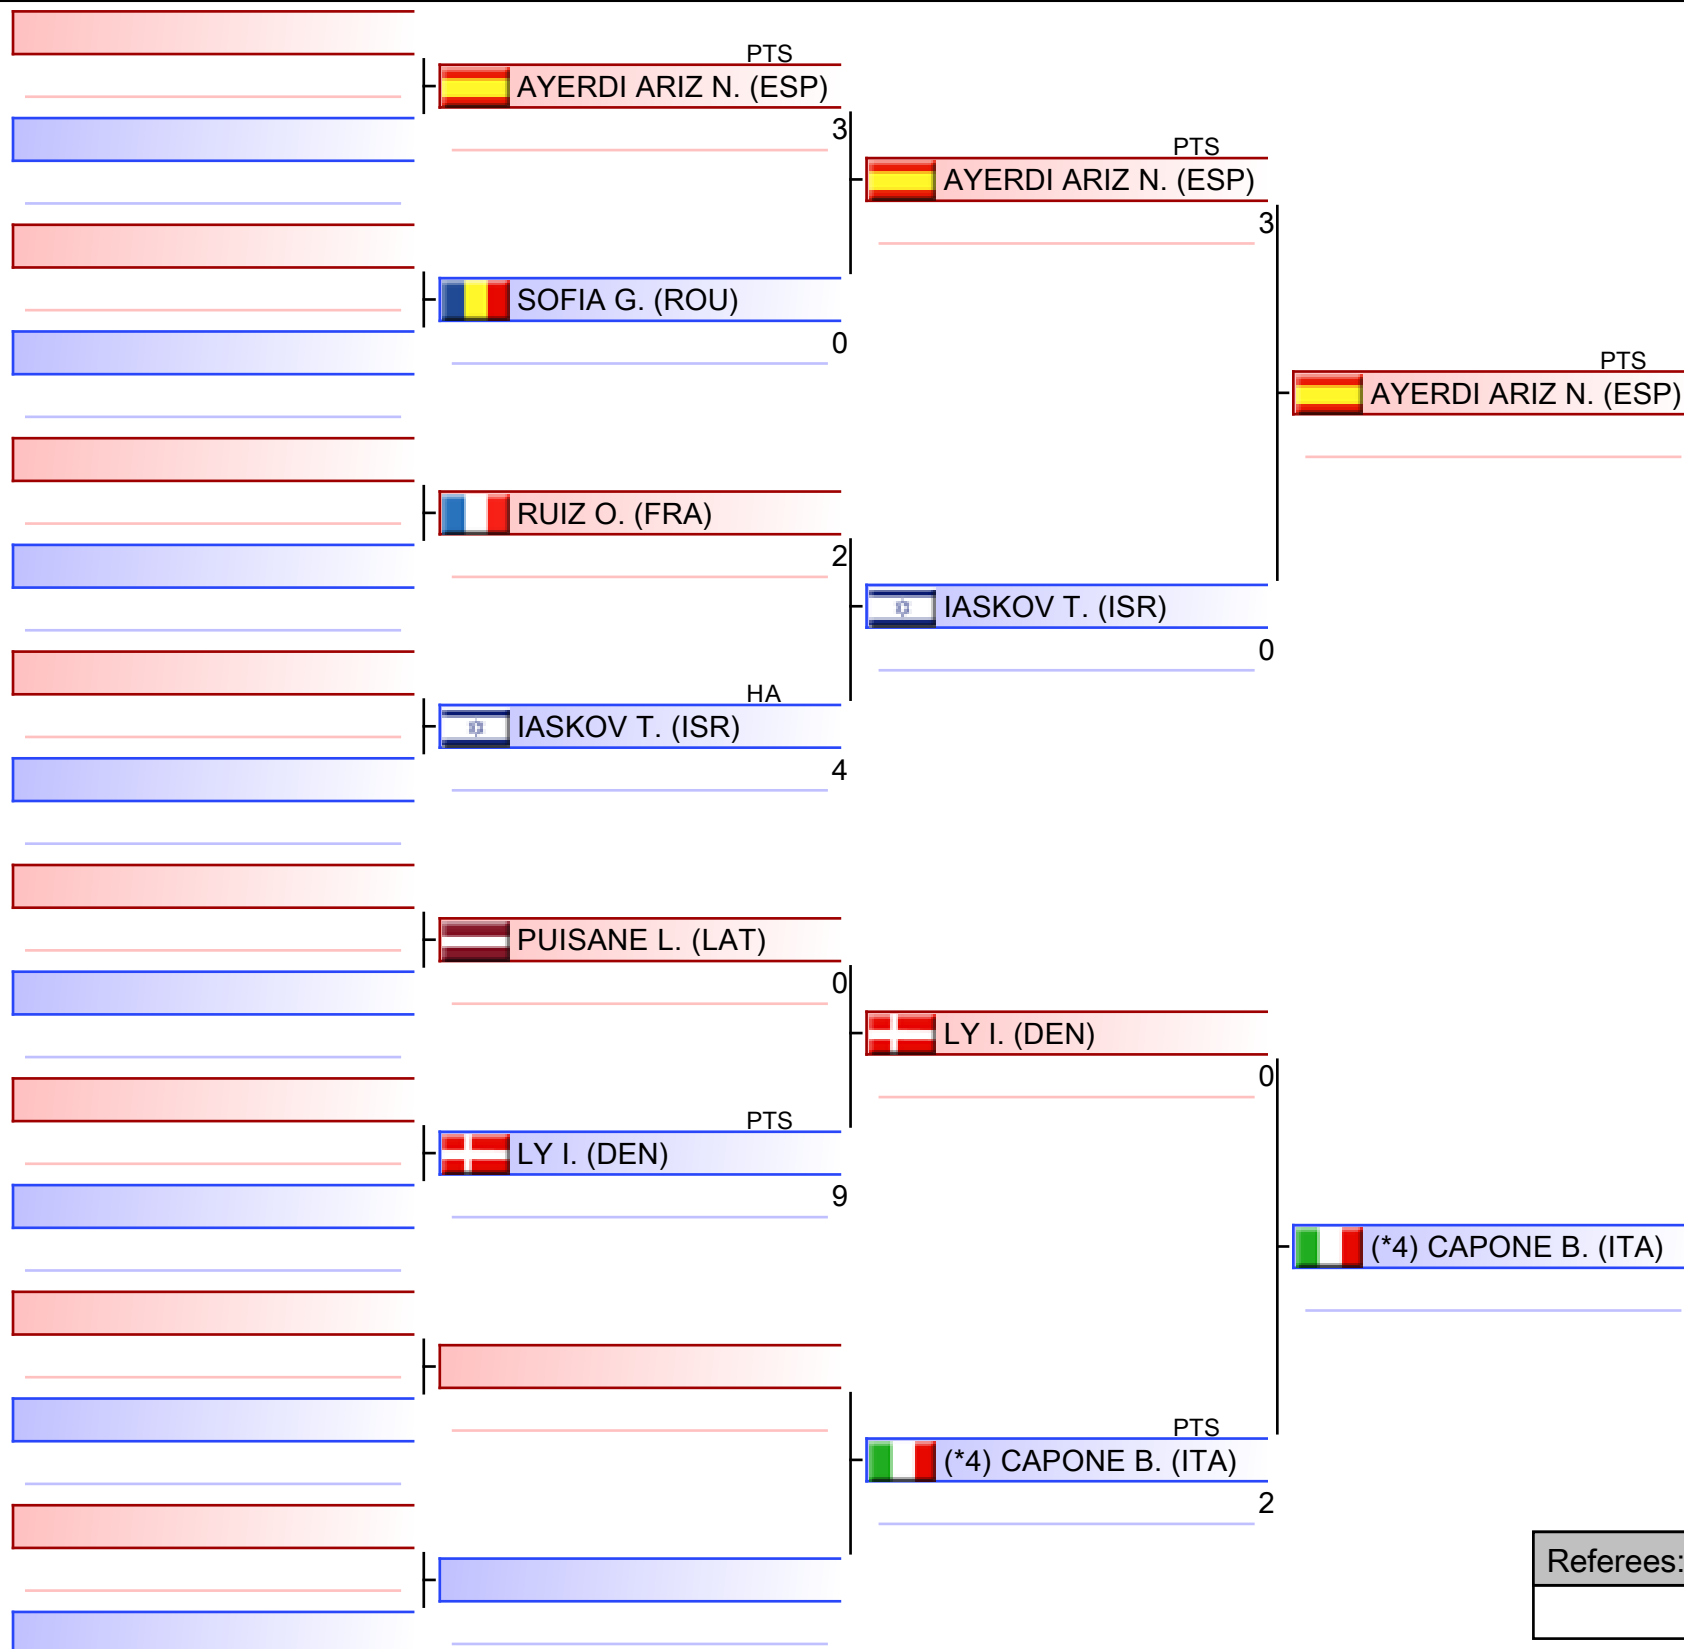 PTS
AYERDI ARIZ N. (ESP)
3
SOFIA G. (ROU)
0
RUIZ O. (FRA)
2
HA
IASKOV T. (ISR)
4
PUISANE L. (LAT)
0
PTS
LY I. (DEN)
9
PTS
AYERDI ARIZ N. (ESP)
3
IASKOV T. (ISR)
0
LY I. (DEN)
0
PTS
(*4) CAPONE B. (ITA)
2
PTS
AYERDI ARIZ N. (ESP)
(*4) CAPONE B. (ITA)
Referees: